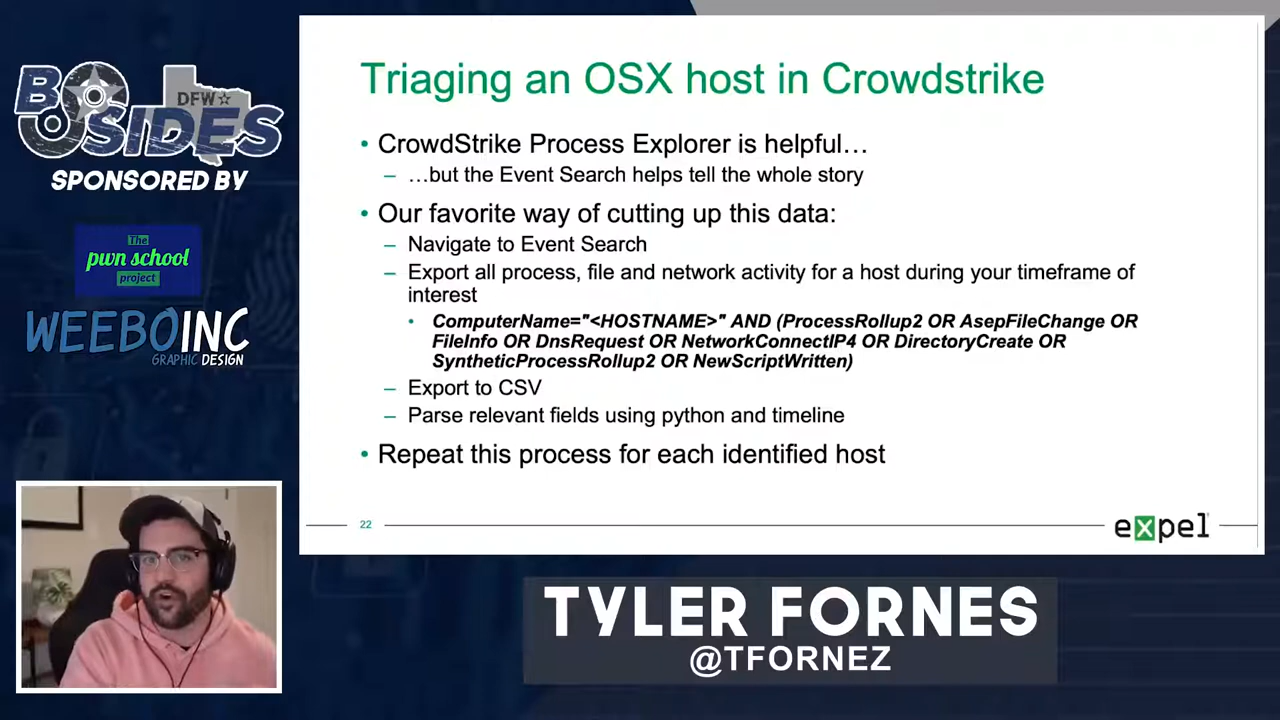 BSIDES
DFW
SPONSORED BY
The
pwn school
project
WEEBOINC
GRAPHIC DESIGN
Triaging an OSX host in Crowdstrike
• CrowdStrike Process Explorer is helpful…
– …but the Event Search helps tell the whole story
• Our favorite way of cutting up this data:
– Navigate to Event Search
– Export all process, file and network activity for a host during your timeframe of
interest
• ComputerName="<HOSTNAME>" AND (ProcessRollup2 OR AsepFileChange OR
FileInfo OR DnsRequest OR NetworkConnectIP4 OR DirectoryCreate OR
SyntheticProcessRollup2 OR NewScriptWritten)
– Export to CSV
– Parse relevant fields using python and timeline
• Repeat this process for each identified host
22
expel
TYLER FORNES
@TFORNEZ